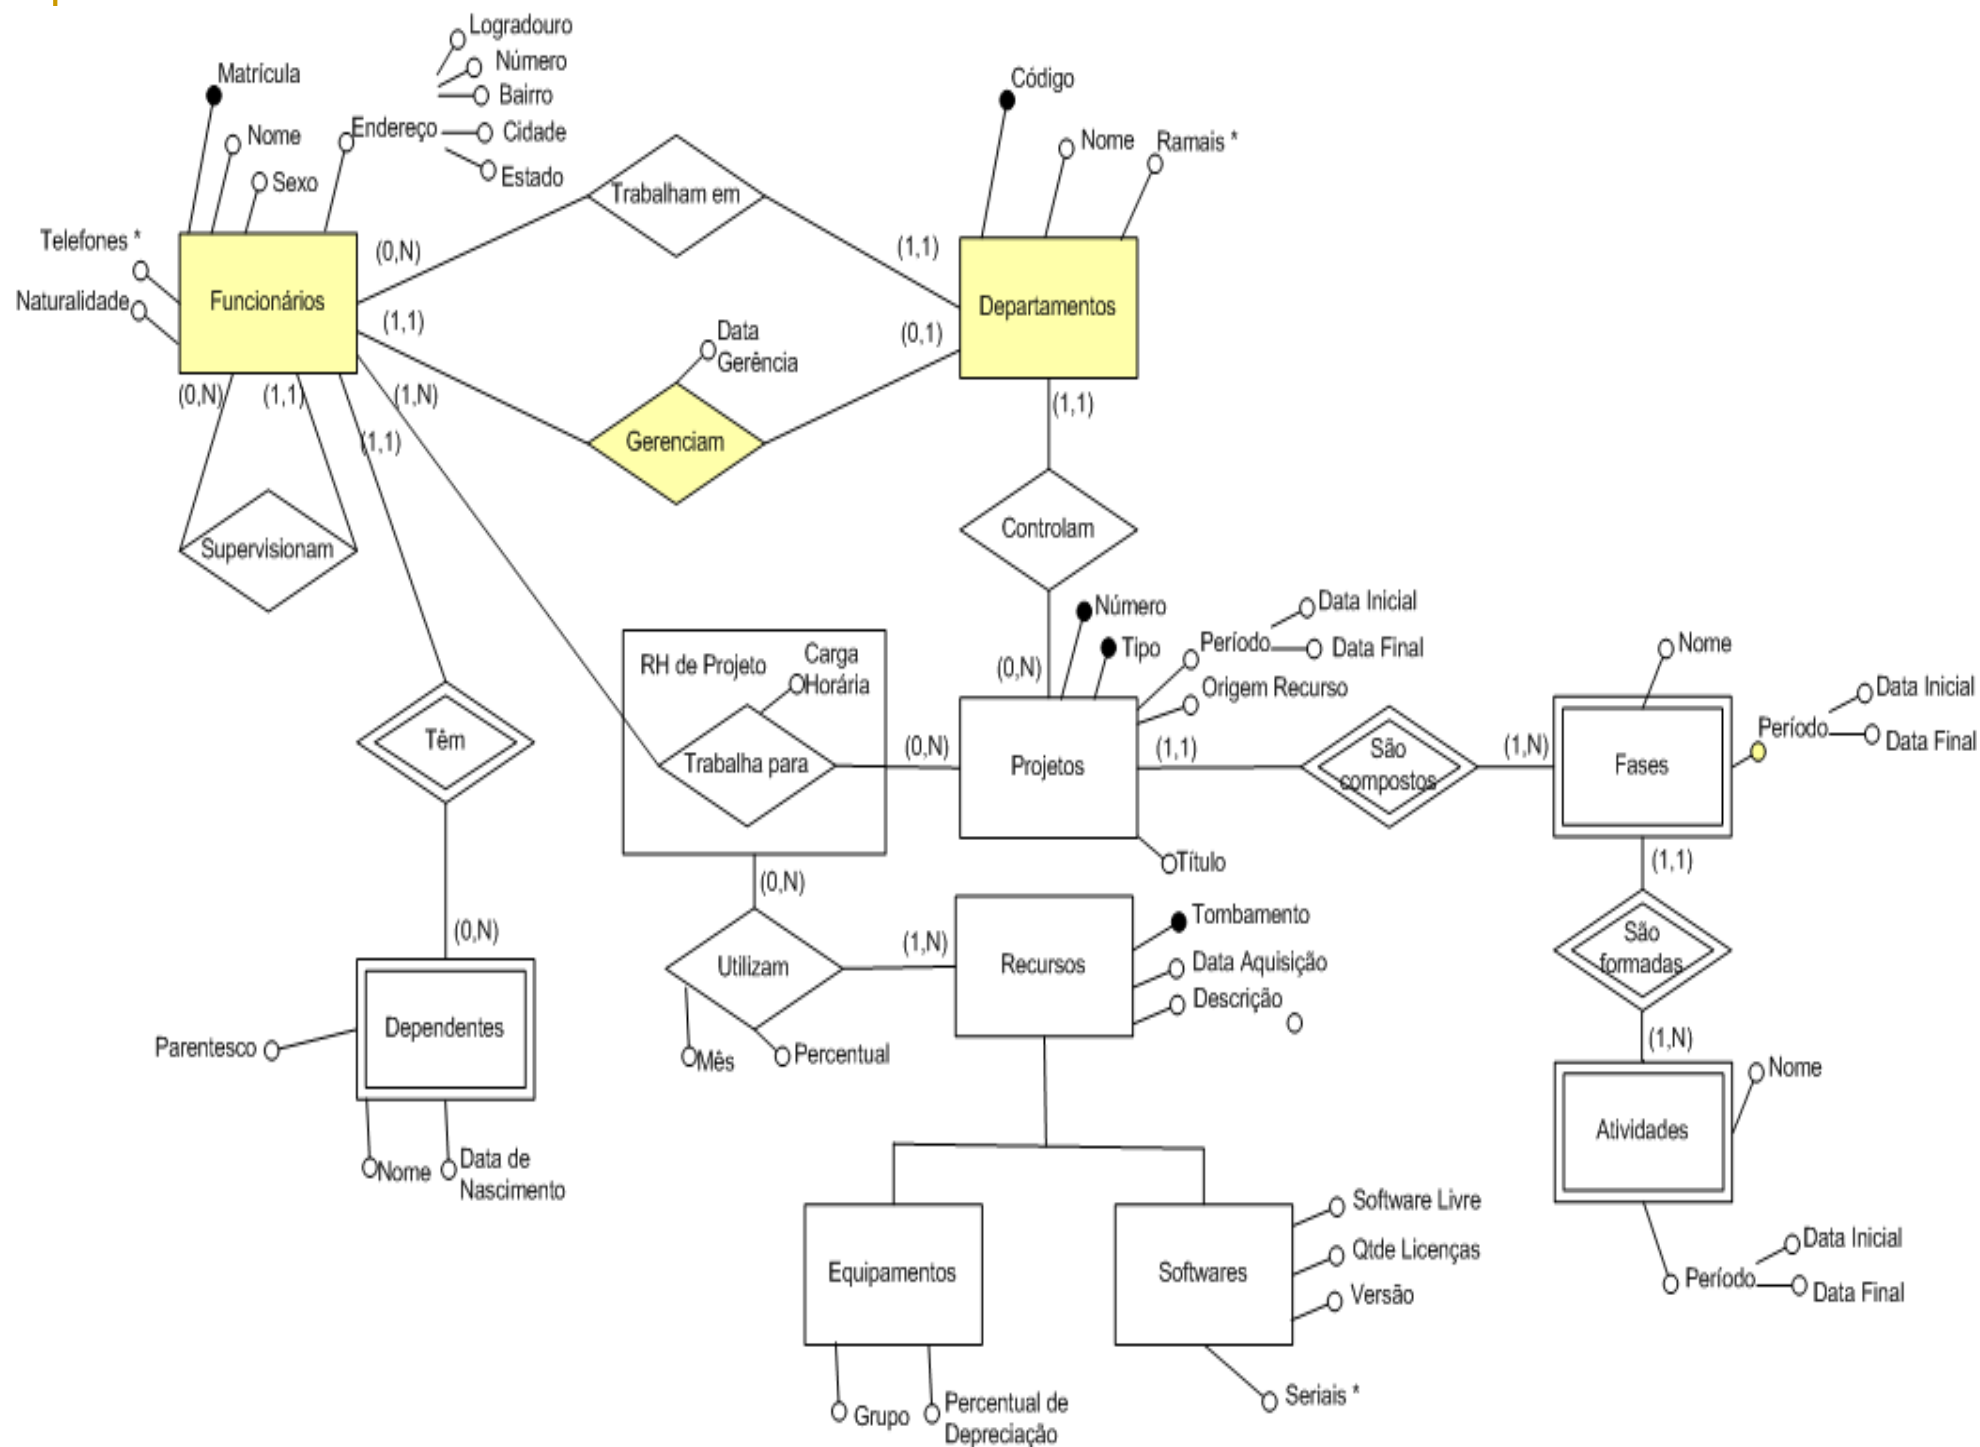 Logradouro
Número
Bairro
Cidade
Estado
Endereço
Matrícula
Nome
Sexo
Telefones *
Naturalidade
Funcionários
(0,N)
(1,1)
Trabalham em
(1,1)
(0,1)
Código
Nome
Ramais *
Departamentos
Data
Gerência
Gerenciam
(0,N)
(1,1)
(1,N)
(1,1)
Supervisionam
(1,1)
Controlam
(0,N)
Número
Tipo
Período
Data Inicial
Data Final
Origem Recurso
Projetos
Título
RH de Projeto
Carga
Horária
Trabalha para
(0,N)
(1,1)
São
compostos
(1,N)
Nome
Fases
Período
Data Inicial
Data Final
(1,1)
São
formadas
(1,N)
Atividades
Nome
Período
Data Inicial
Data Final
Têm
(0,N)
Dependentes
Parentesco
Nome
Data de
Nascimento
(0,N)
Utilizam
Mês
Percentual
(1,N)
Recursos
Tombamento
Data Aquisição
Descrição
Equipamentos
Grupo
Percentual de
Depreciação
Softwares
Software Livre
Qtde Licenças
Versão
Seriais *